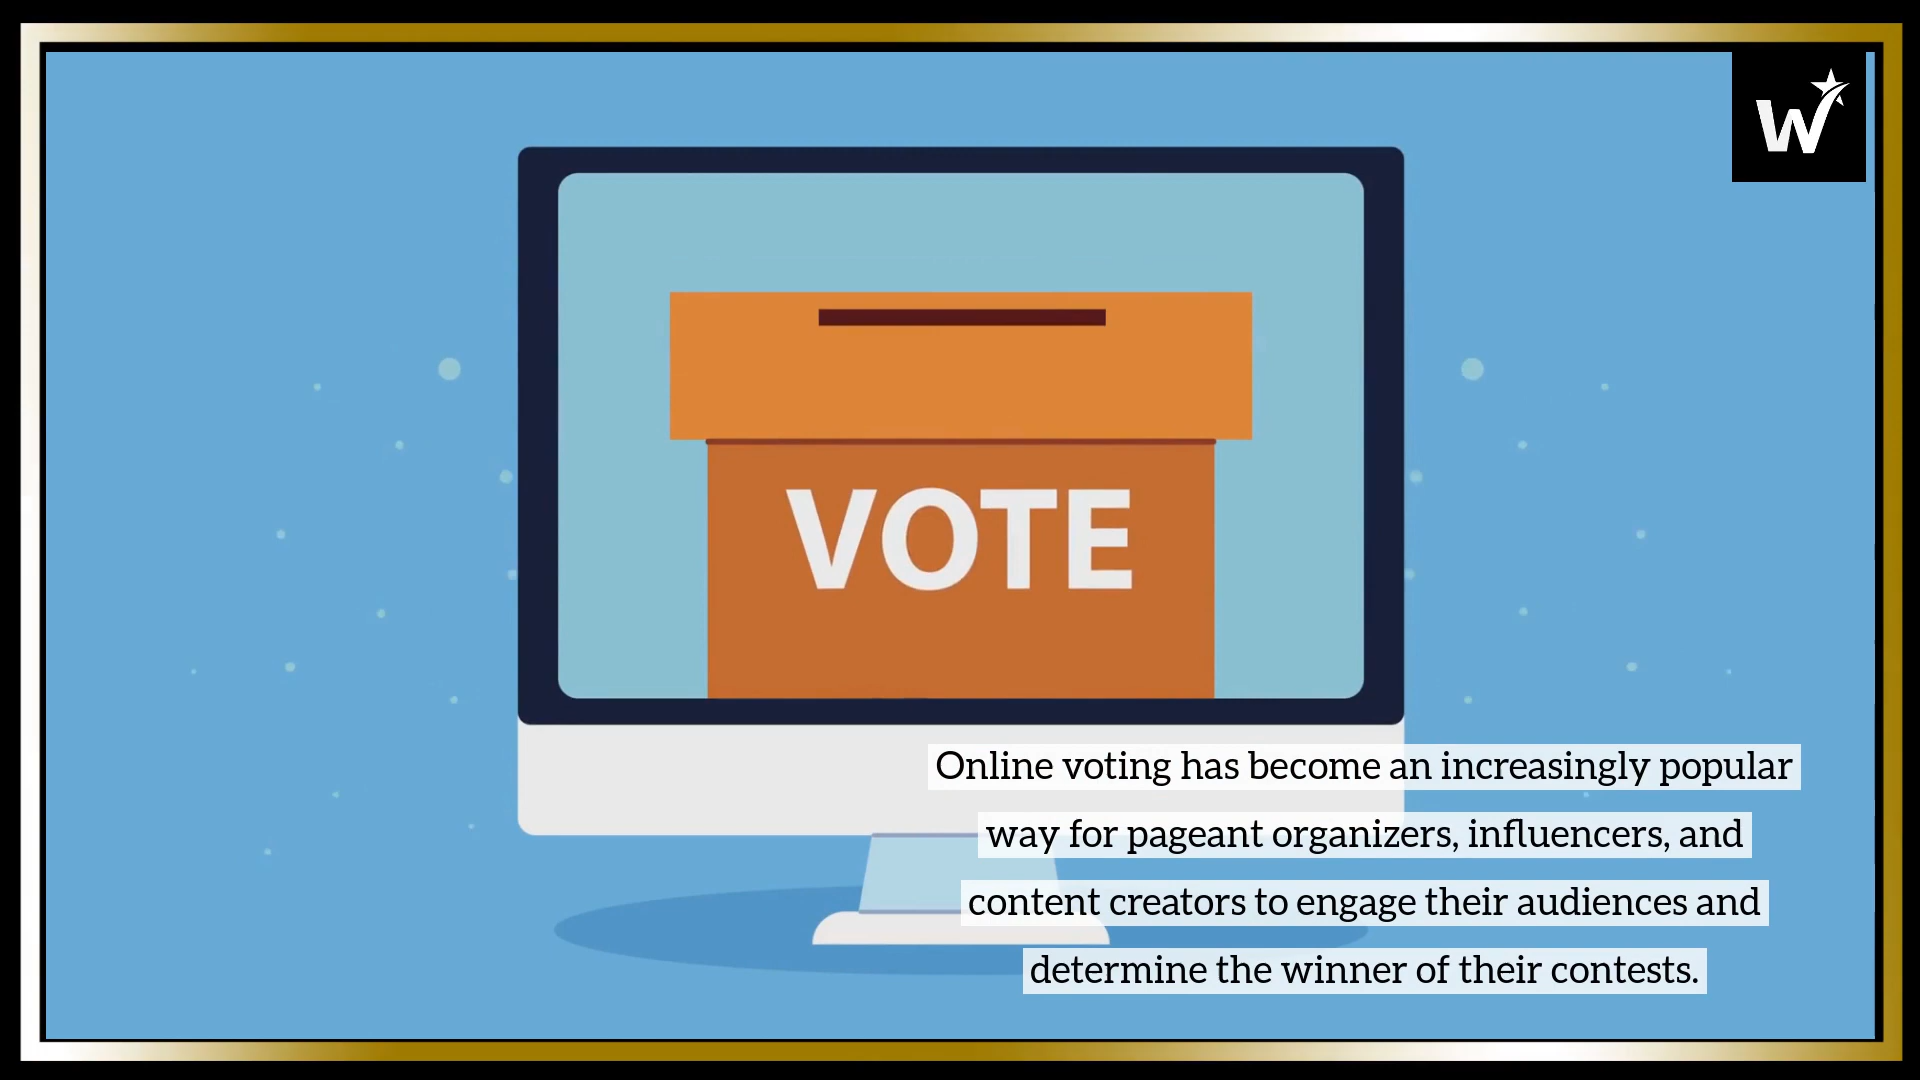 W
VOTE
Online voting has become an increasingly popular
way for pageant organizers, influencers, and
content creators to engage their audiences and
determine the winner of their contests.